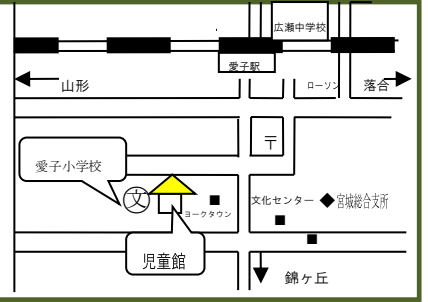 広瀬中学校
愛子駅
山形
ローソン
落合
〒
愛子小学校
文
ヨークタウン
文化センター
宮城総合支所
児童館
錦ヶ丘